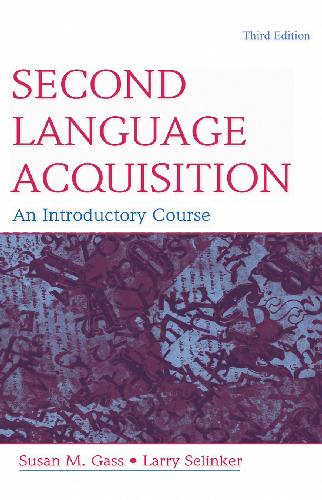 Third Edition
SECOND
LANGUAGE
ACQUISITION
An Introductory Course
Susan M. Gass • Larry Selinker